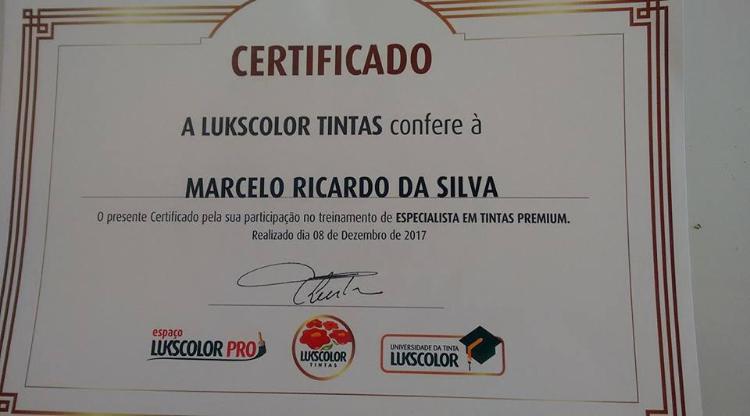 CERTIFICADO
A LUKSCOLOR TINTAS confere à
MARCELO RICARDO DA SILVA
O presente Certificado pela sua participação no treinamento de ESPECIALISTA EM TINTAS PREMIUM.
Realizado dia 08 de Dezembro de 2017
espaço
LUKSCOLOR PRO
LUKSCOLOR
TINTAS
UNIVERSIDADE DA TINTA
LUKSCOLOR